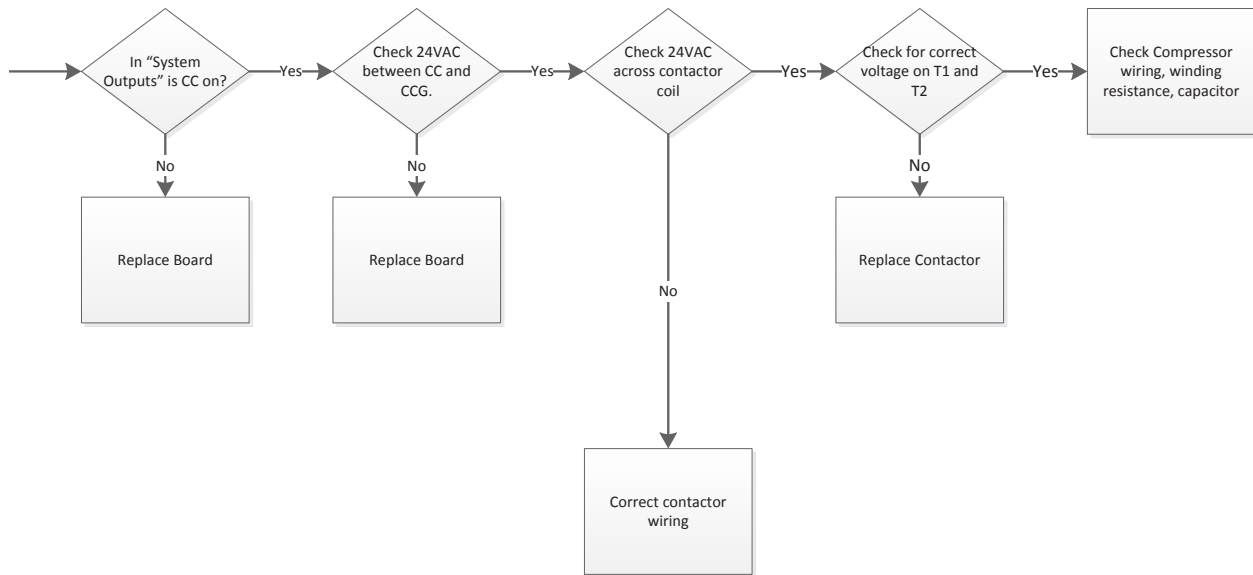 In “System
Outputs” is CC on?
Yes
No
Replace Board
Check 24VAC
between CC and
CCG.
Yes
No
Replace Board
Check 24VAC
across contactor
coil
Yes
No
Correct contactor
wiring
Check for correct
voltage on T1 and
T2
Yes
No
Replace Contactor
Check Compressor
wiring, winding
resistance, capacitor